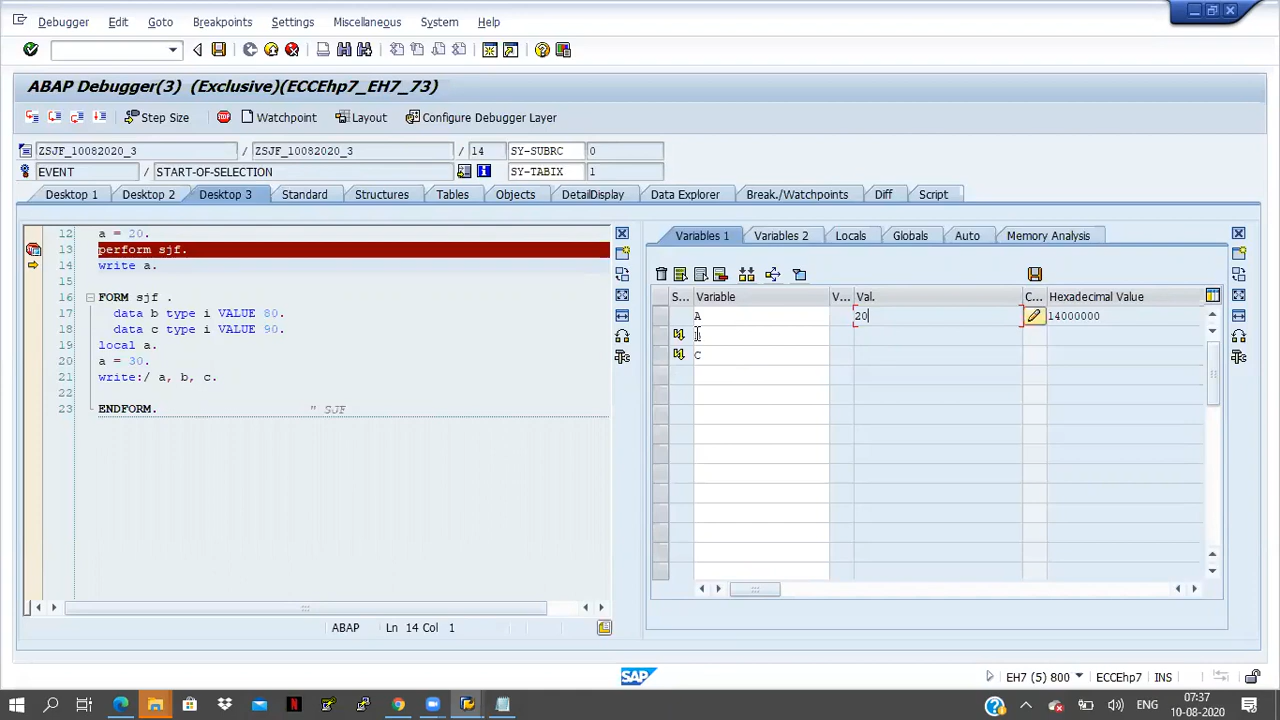 Debugger Edit Goto Breakpoints Settings Miscellaneous System Help
ABAP Debugger(3) (Exclusive)(ECCEhp7_EH7_73)
Step Size Watchpoint Layout Configure Debugger Layer
ZSJF_10082020_3 / ZSJF_10082020_3 / 14 SY-SUBRC 0
EVENT / START-OF-SELECTION SY-TABIX 1
Desktop 1 Desktop 2 Desktop 3 Standard Structures Tables Objects DetailDisplay Data Explorer Break./Watchpoints Diff Script
12 a = 20.
13 perform sjf.
14 write a.
15
16 FORM sjf .
17 data b type i VALUE 80.
18 data c type i VALUE 90.
19 local a.
20 a = 30.
21 write:/ a, b, c.
22
23 ENDFORM. " SJF
ABAP Ln 14 Col 1
Variables 1 Variables 2 Locals Globals Auto Memory Analysis
S... Variable V... Val. C... Hexadecimal Value
A 20 14000000
C
SAP
EH7 (5) 800 ECCEhp7 INS
07:37
10-08-2020